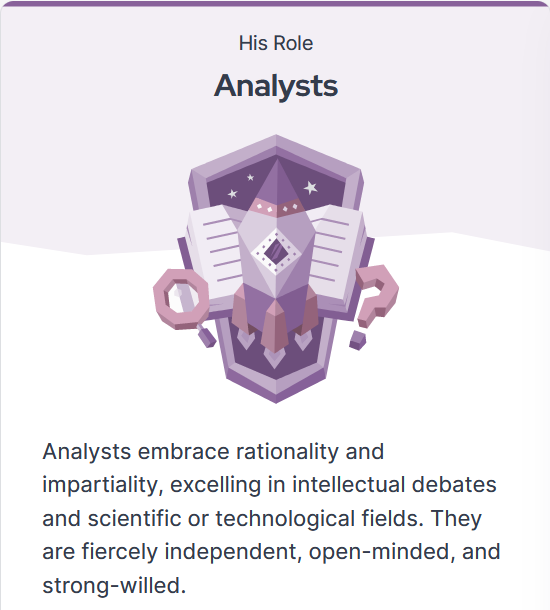 His Role
Analysts
Analysts embrace rationality and
impartiality, excelling in intellectual debates
and scientific or technological fields. They
are fiercely independent, open-minded, and
strong-willed.